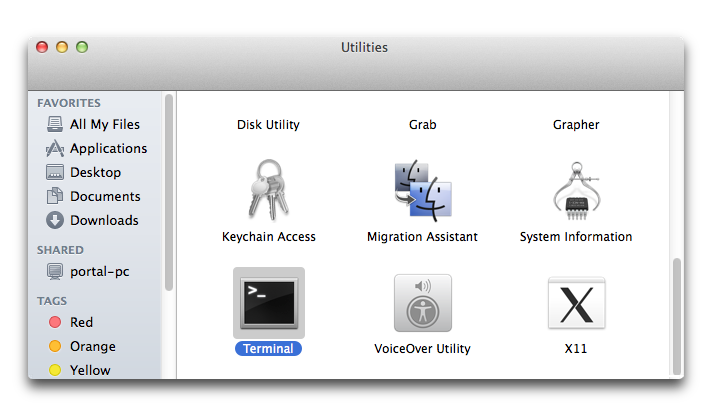 Utilities
FAVORITES
All My Files
Applications
Desktop
Documents
Downloads
SHARED
portal-pc
TAGS
Red
Orange
Yellow
Disk Utility
Grab
Grapher
Keychain Access
Migration Assistant
System Information
>_
Terminal
VoiceOver Utility
X
X11